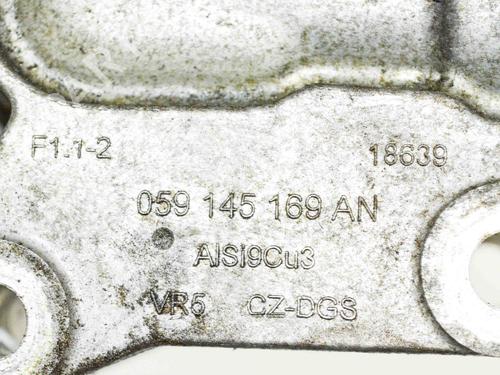 F1.1-2 18639
059 145 169 AN
AlSi9Cu3
VR5 CZ-DGS